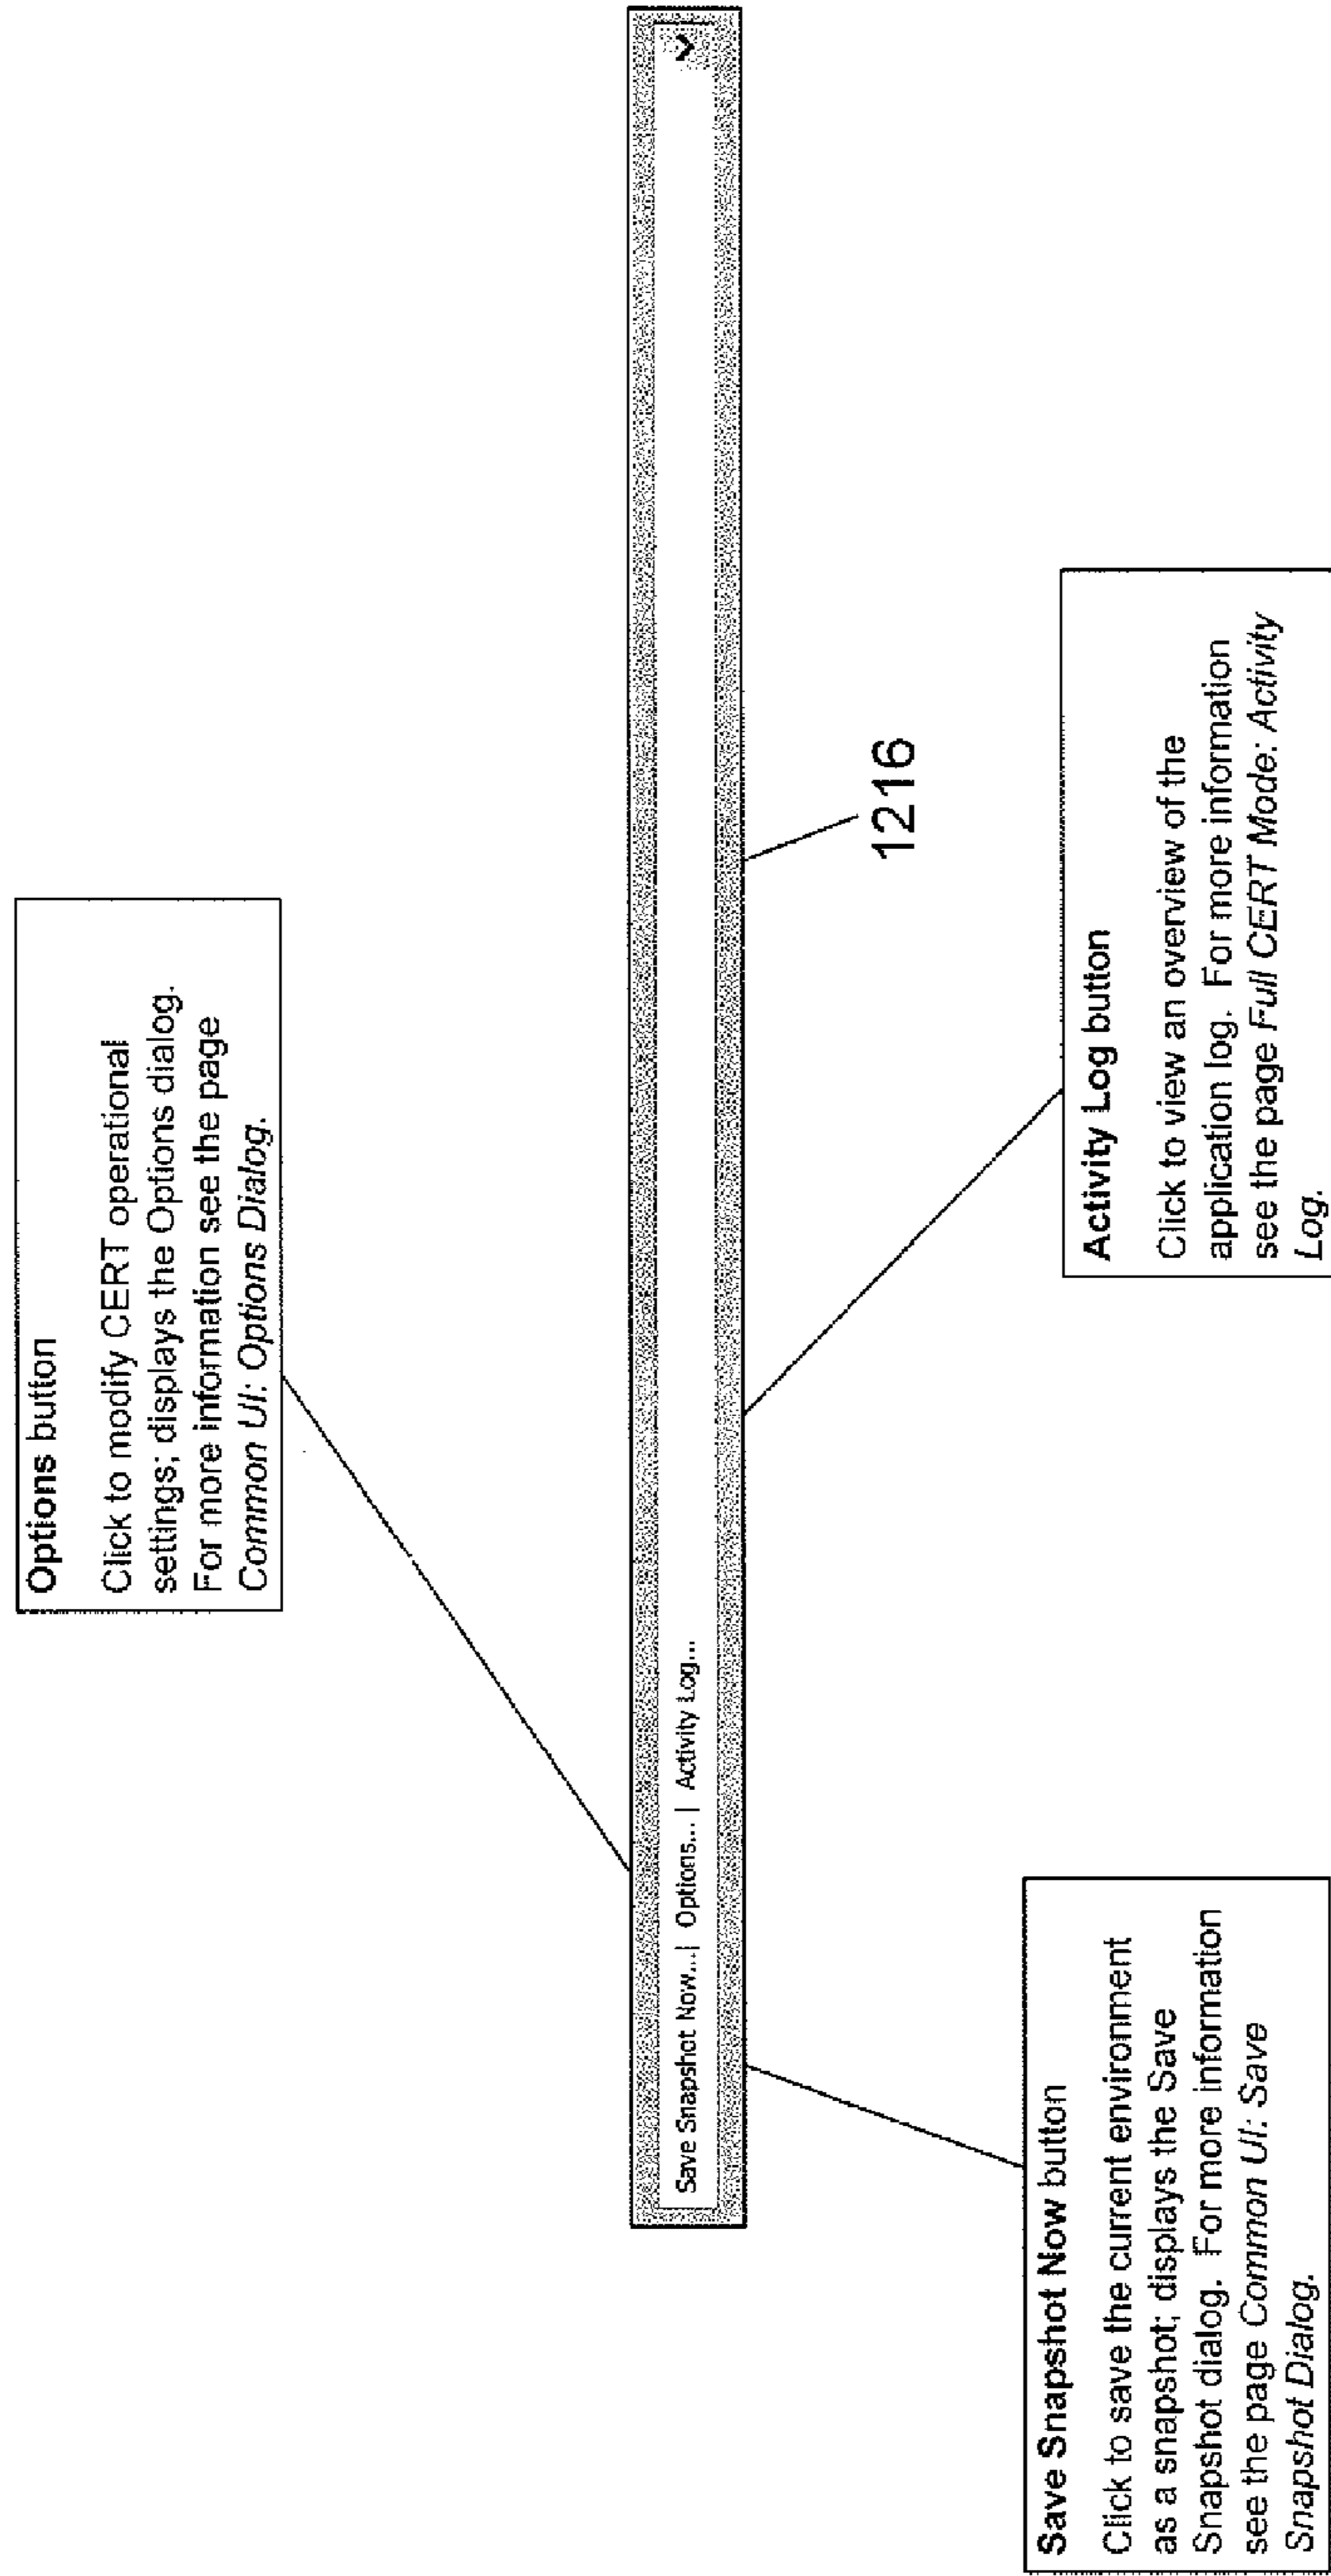 Options button
Click to modify CERT operational
settings; displays the Options dialog.
For more information see the page
Common UI: Options Dialog.
Save Snapshot Now...| Options... | Activity Log...
1216
Save Snapshot Now button
Click to save the current environment
as a snapshot; displays the Save
Snapshot dialog. For more information
see the page Common UI: Save
Snapshot Dialog.
Activity Log button
Click to view an overview of the
application log. For more information
see the page Full CERT Mode: Activity
Log.